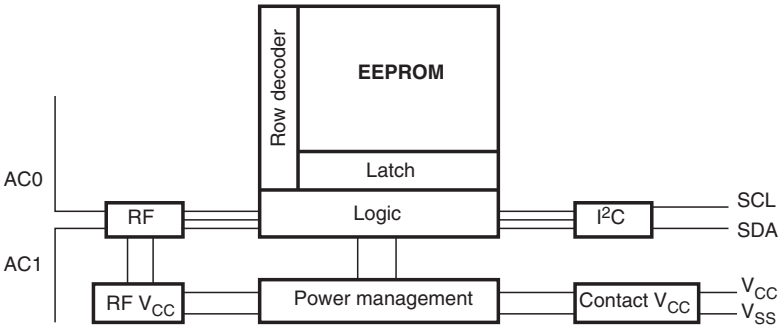 Row decoder
EEPROM
Latch
AC0
RF
Logic
I²C
SCL
SDA
AC1
RF V_CC
Power management
Contact V_CC
V_CC
V_SS